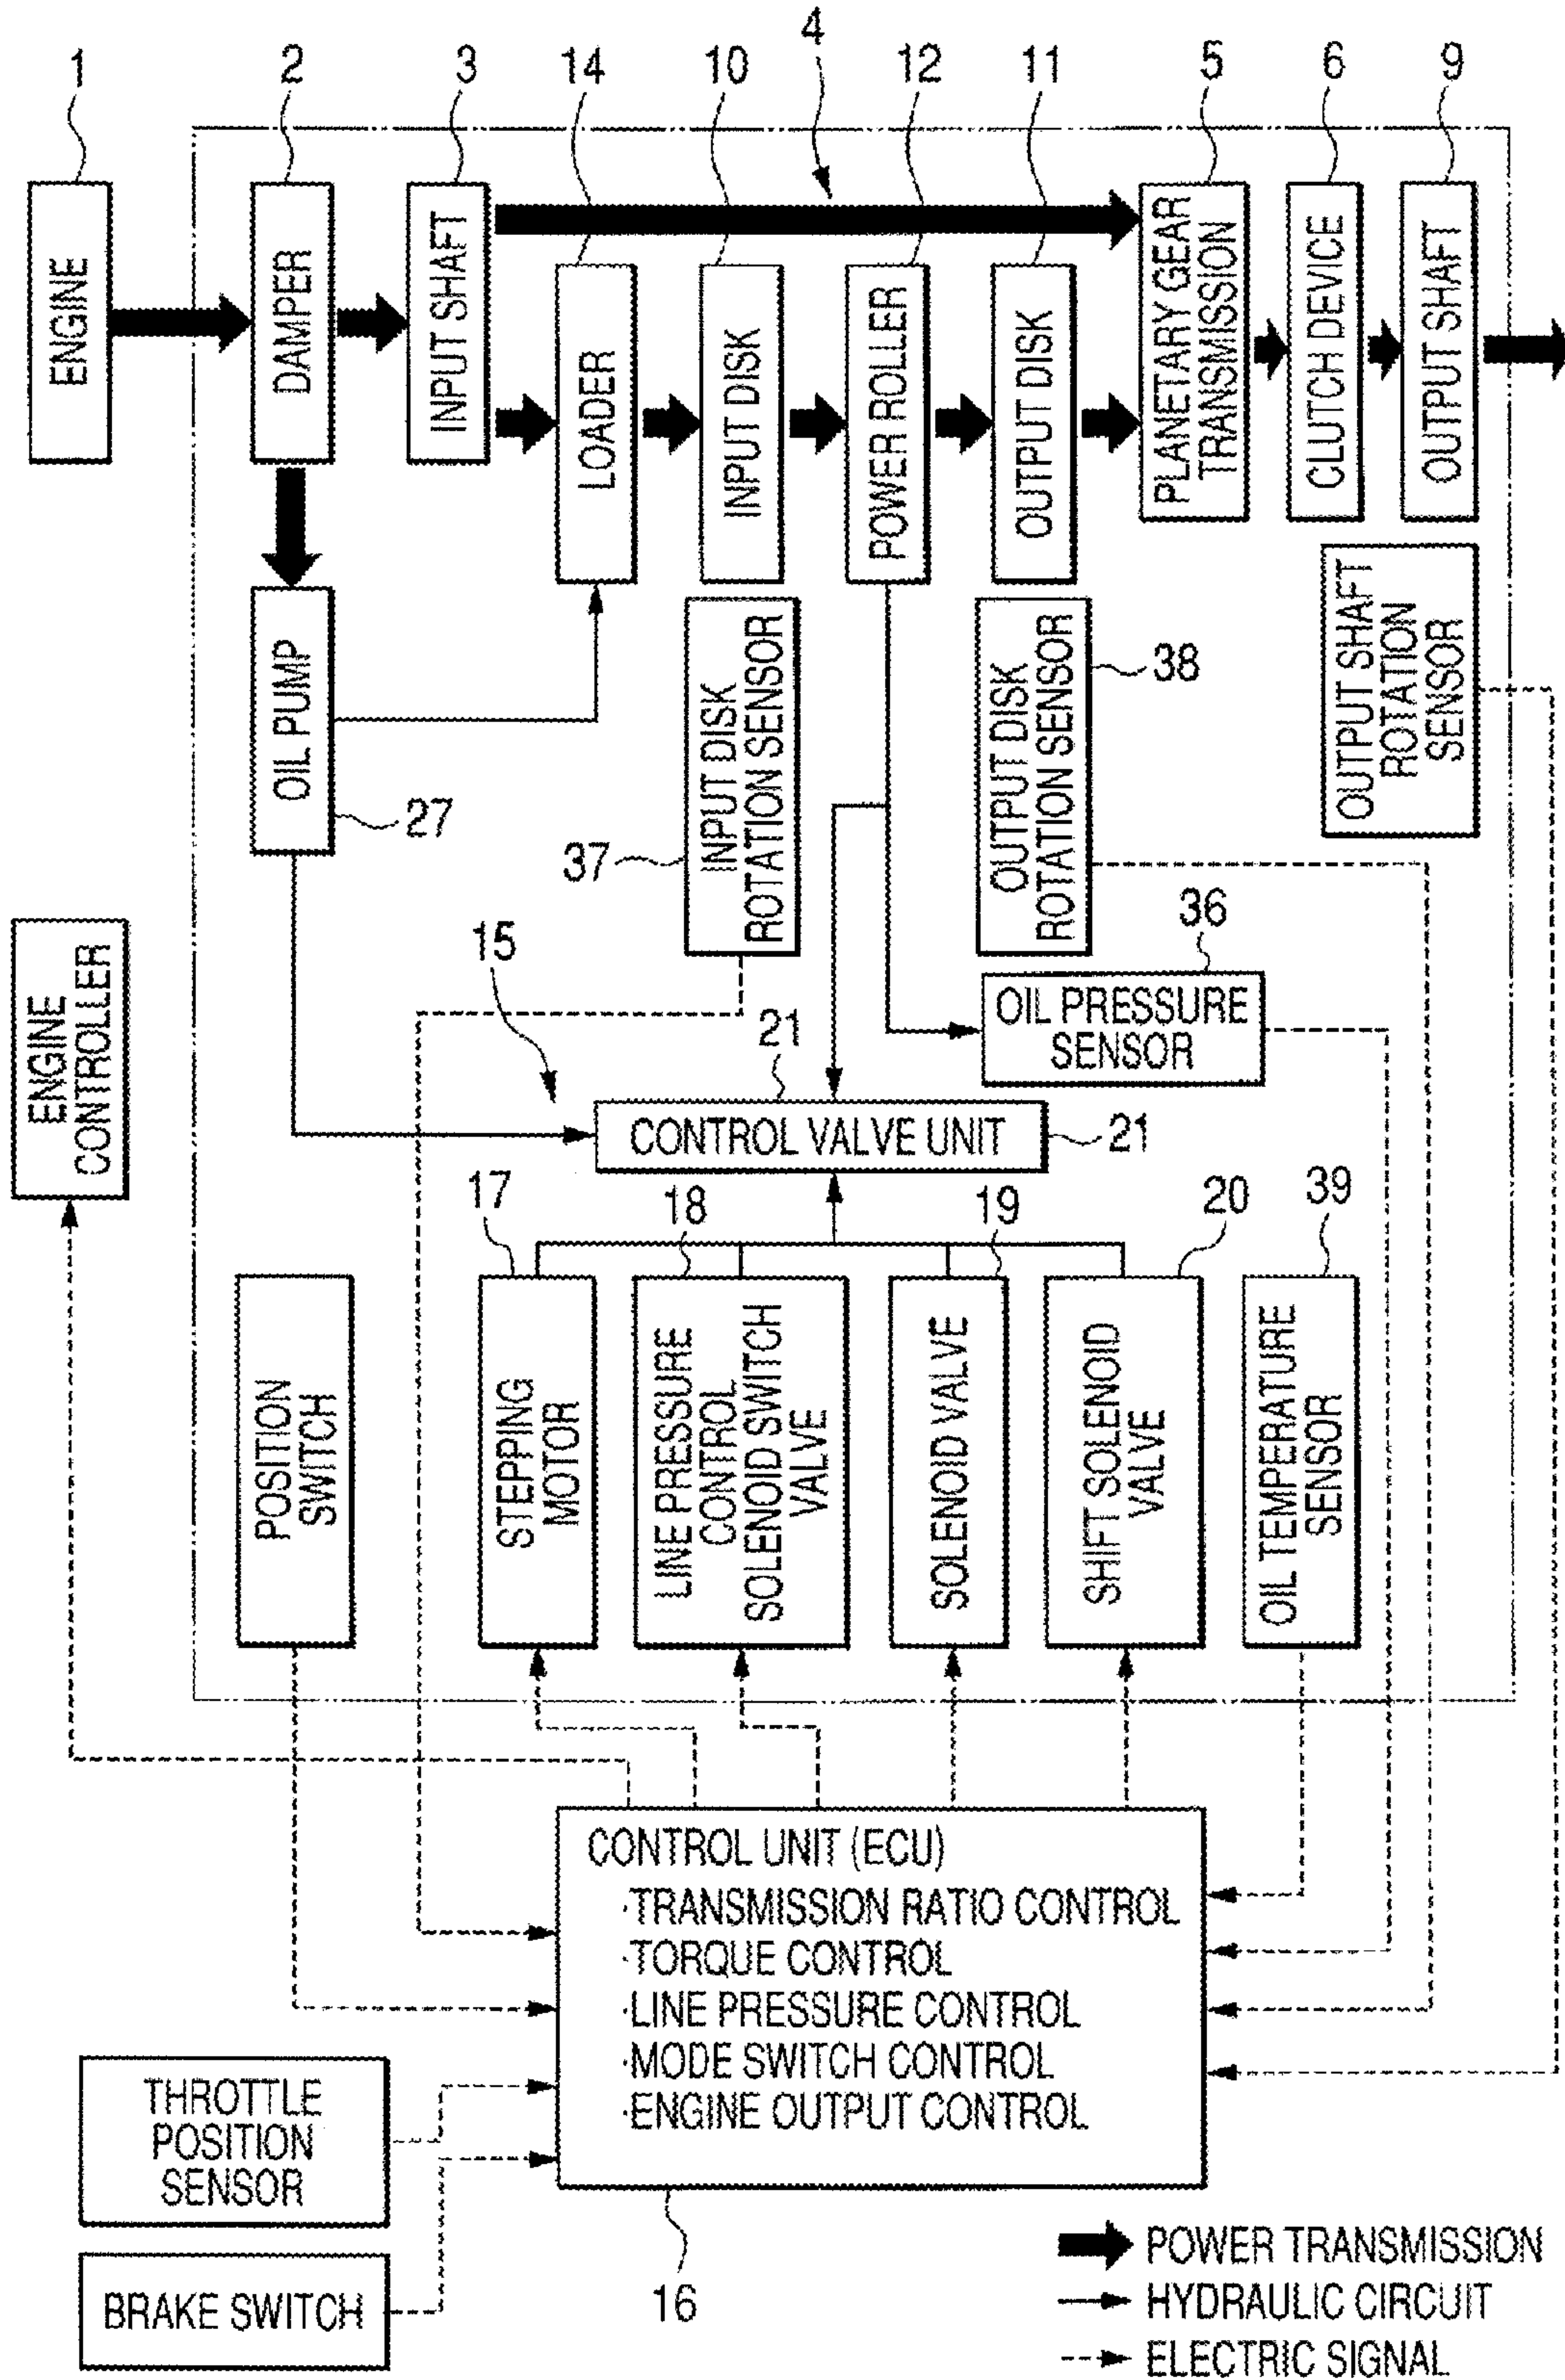 4
1
2
3
14
10
12
11
5
6
9
ENGINE
DAMPER
INPUT SHAFT
LOADER
INPUT DISK
POWER ROLLER
OUTPUT DISK
PLANETARY GEAR
TRANSMISSION
CLUTCH DEVICE
OUTPUT SHAFT
OIL PUMP
27
INPUT DISK
ROTATION SENSOR
37
OUTPUT DISK
ROTATION SENSOR
38
OUTPUT SHAFT
ROTATION
SENSOR
ENGINE
CONTROLLER
15
21
36
OIL PRESSURE
SENSOR
CONTROL VALVE UNIT
21
17
18
19
20
39
POSITION
SWITCH
STEPPING
MOTOR
LINE PRESSURE
CONTROL
SOLENOID SWITCH
VALVE
SOLENOID VALVE
SHIFT SOLENOID
VALVE
OIL TEMPERATURE
SENSOR
CONTROL UNIT (ECU)
·TRANSMISSION RATIO CONTROL
·TORQUE CONTROL
·LINE PRESSURE CONTROL
·MODE SWITCH CONTROL
·ENGINE OUTPUT CONTROL
THROTTLE
POSITION
SENSOR
BRAKE SWITCH
16
POWER TRANSMISSION
HYDRAULIC CIRCUIT
ELECTRIC SIGNAL